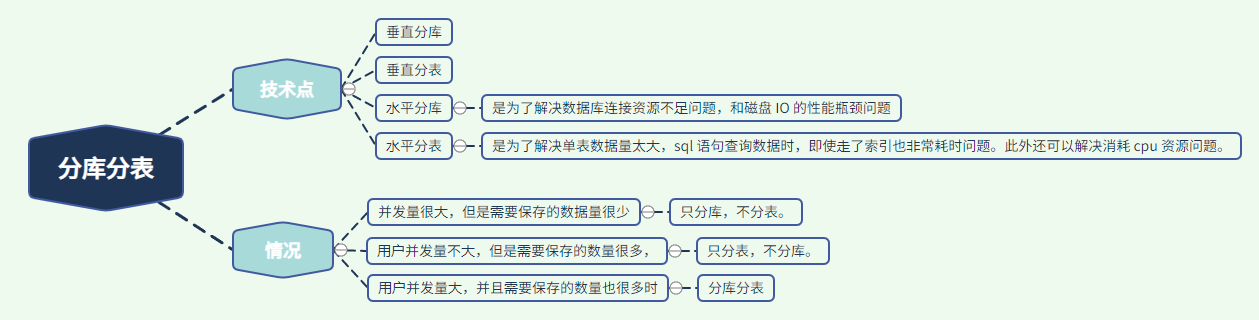 分库分表
技术点
垂直分库
垂直分表
水平分库
是为了解决数据库连接资源不足问题，和磁盘 IO 的性能瓶颈问题
水平分表
是为了解决单表数据量太大，sql 语句查询数据时，即使走了索引也非常耗时问题。此外还可以解决消耗 cpu 资源问题。
情况
并发量很大，但是需要保存的数据量很少
只分库，不分表。
用户并发量不大，但是需要保存的数量很多，
只分表，不分库。
用户并发量大，并且需要保存的数量也很多时
分库分表